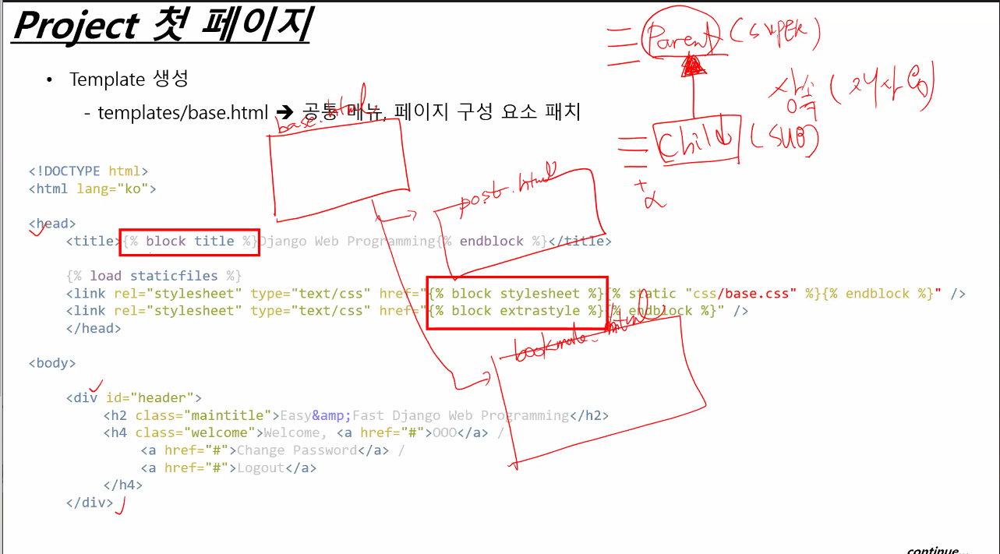 Project 첫 페이지
Parent (SUPER)
상속 (재사용)
Child (SUB)
+
α
• Template 생성
- templates/base.html ➔ 공통 메뉴, 페이지 구성 요소 패치
base.html
post.html
<!DOCTYPE html>
<html lang="ko">
<head>
<title>{% block title %}Django Web Programming{% endblock %}</title>
{% load staticfiles %}
<link rel="stylesheet" type="text/css" href="{% block stylesheet %}{% static "css/base.css" %}{% endblock %}" />
<link rel="stylesheet" type="text/css" href="{% block extrastyle %}{% endblock %}" />
</head>
<body>
<div id="header">
<h2 class="maintitle">Easy&amp;Fast Django Web Programming</h2>
<h4 class="welcome">Welcome, <a href="#">OOO</a> /
<a href="#">Change Password</a> /
<a href="#">Logout</a>
</h4>
</div>
continue...